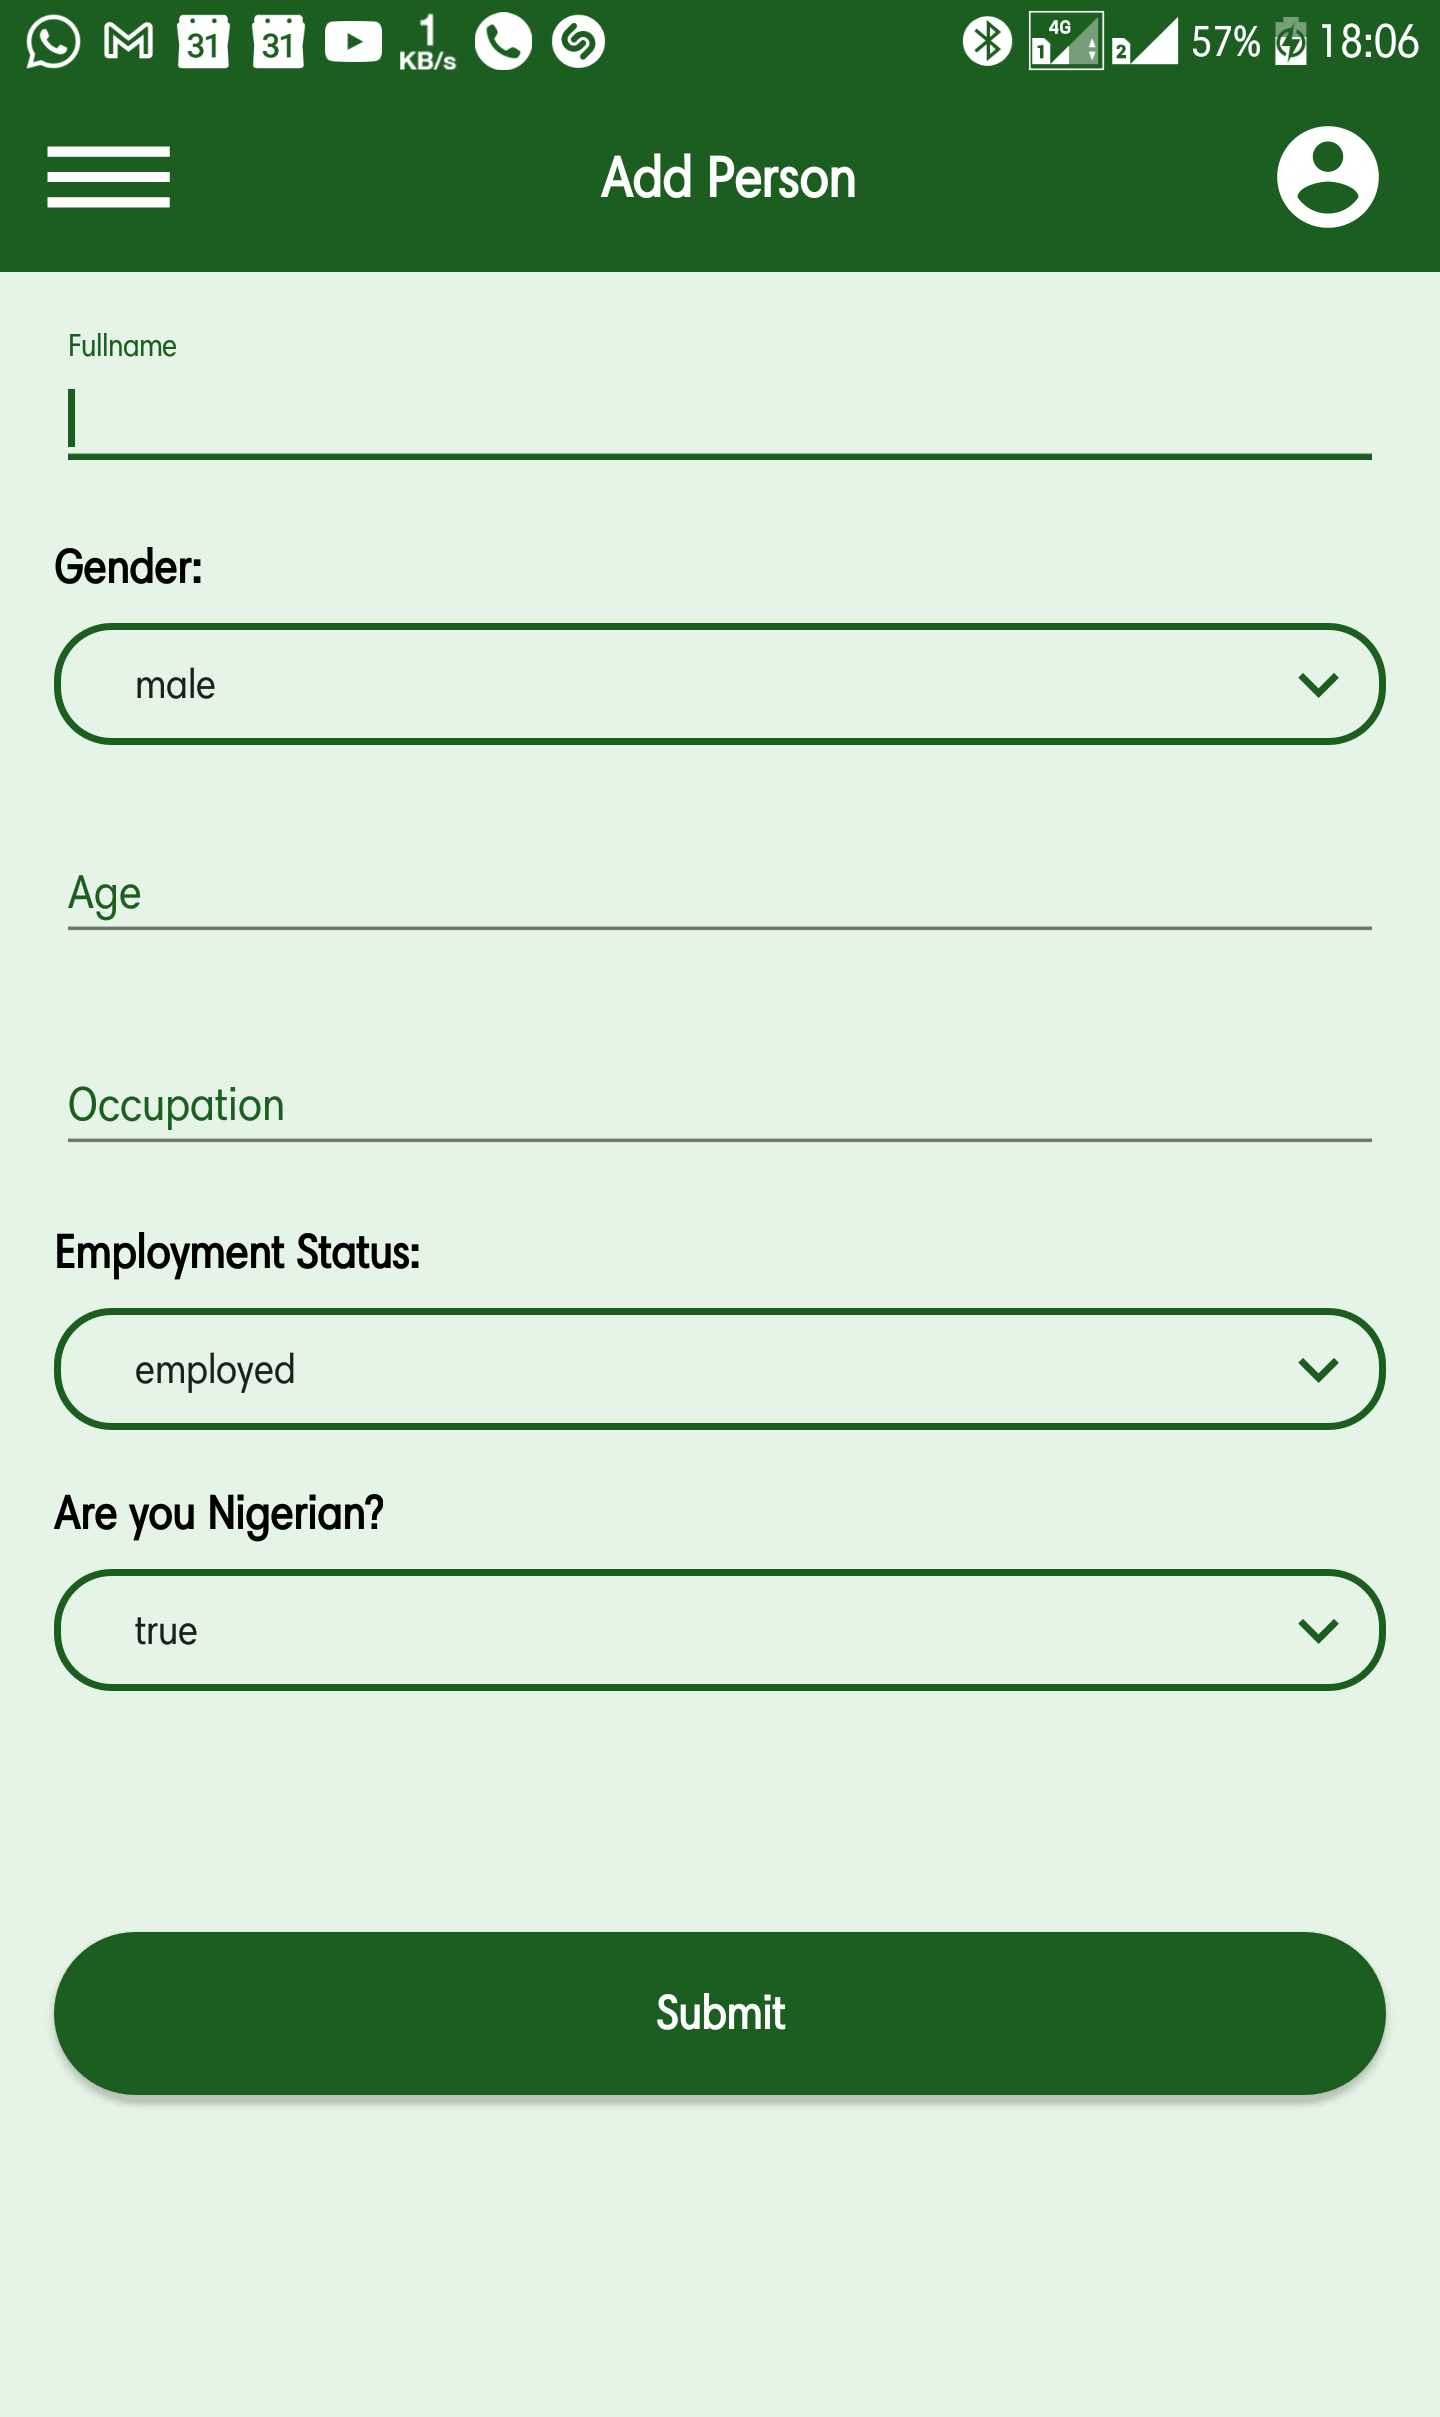 31 31 1 KB/s 4G 1 2 57% 18:06
Add Person
Fullname
Gender:
male
Age
Occupation
Employment Status:
employed
Are you Nigerian?
true
Submit